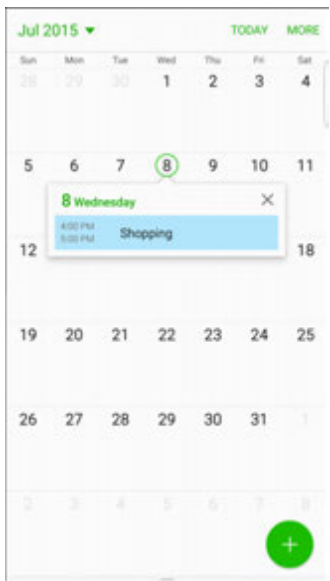 Jul 2015 TODAY MORE
Sun Mon Tue Wed Thu Fri Sat
28 29 30 1 2 3 4
5 6 7 8 9 10 11
8 Wednesday
4:00 PM
5:00 PM
Shopping
12 18
19 20 21 22 23 24 25
26 27 28 29 30 31 1
2 3 4 5 6 7 8